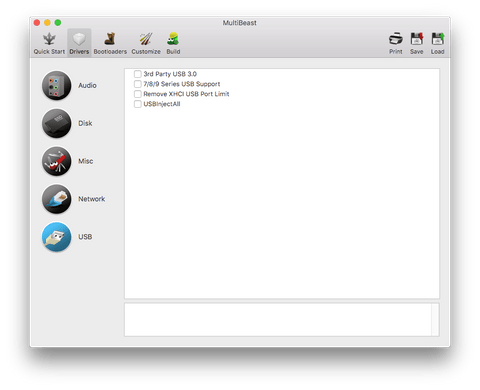 MultiBeast
Quick Start Drivers Bootloaders Customize Build Print Save Load
Audio
Disk
Misc
Network
USB
3rd Party USB 3.0
7/8/9 Series USB Support
Remove XHCI USB Port Limit
USBInjectAll